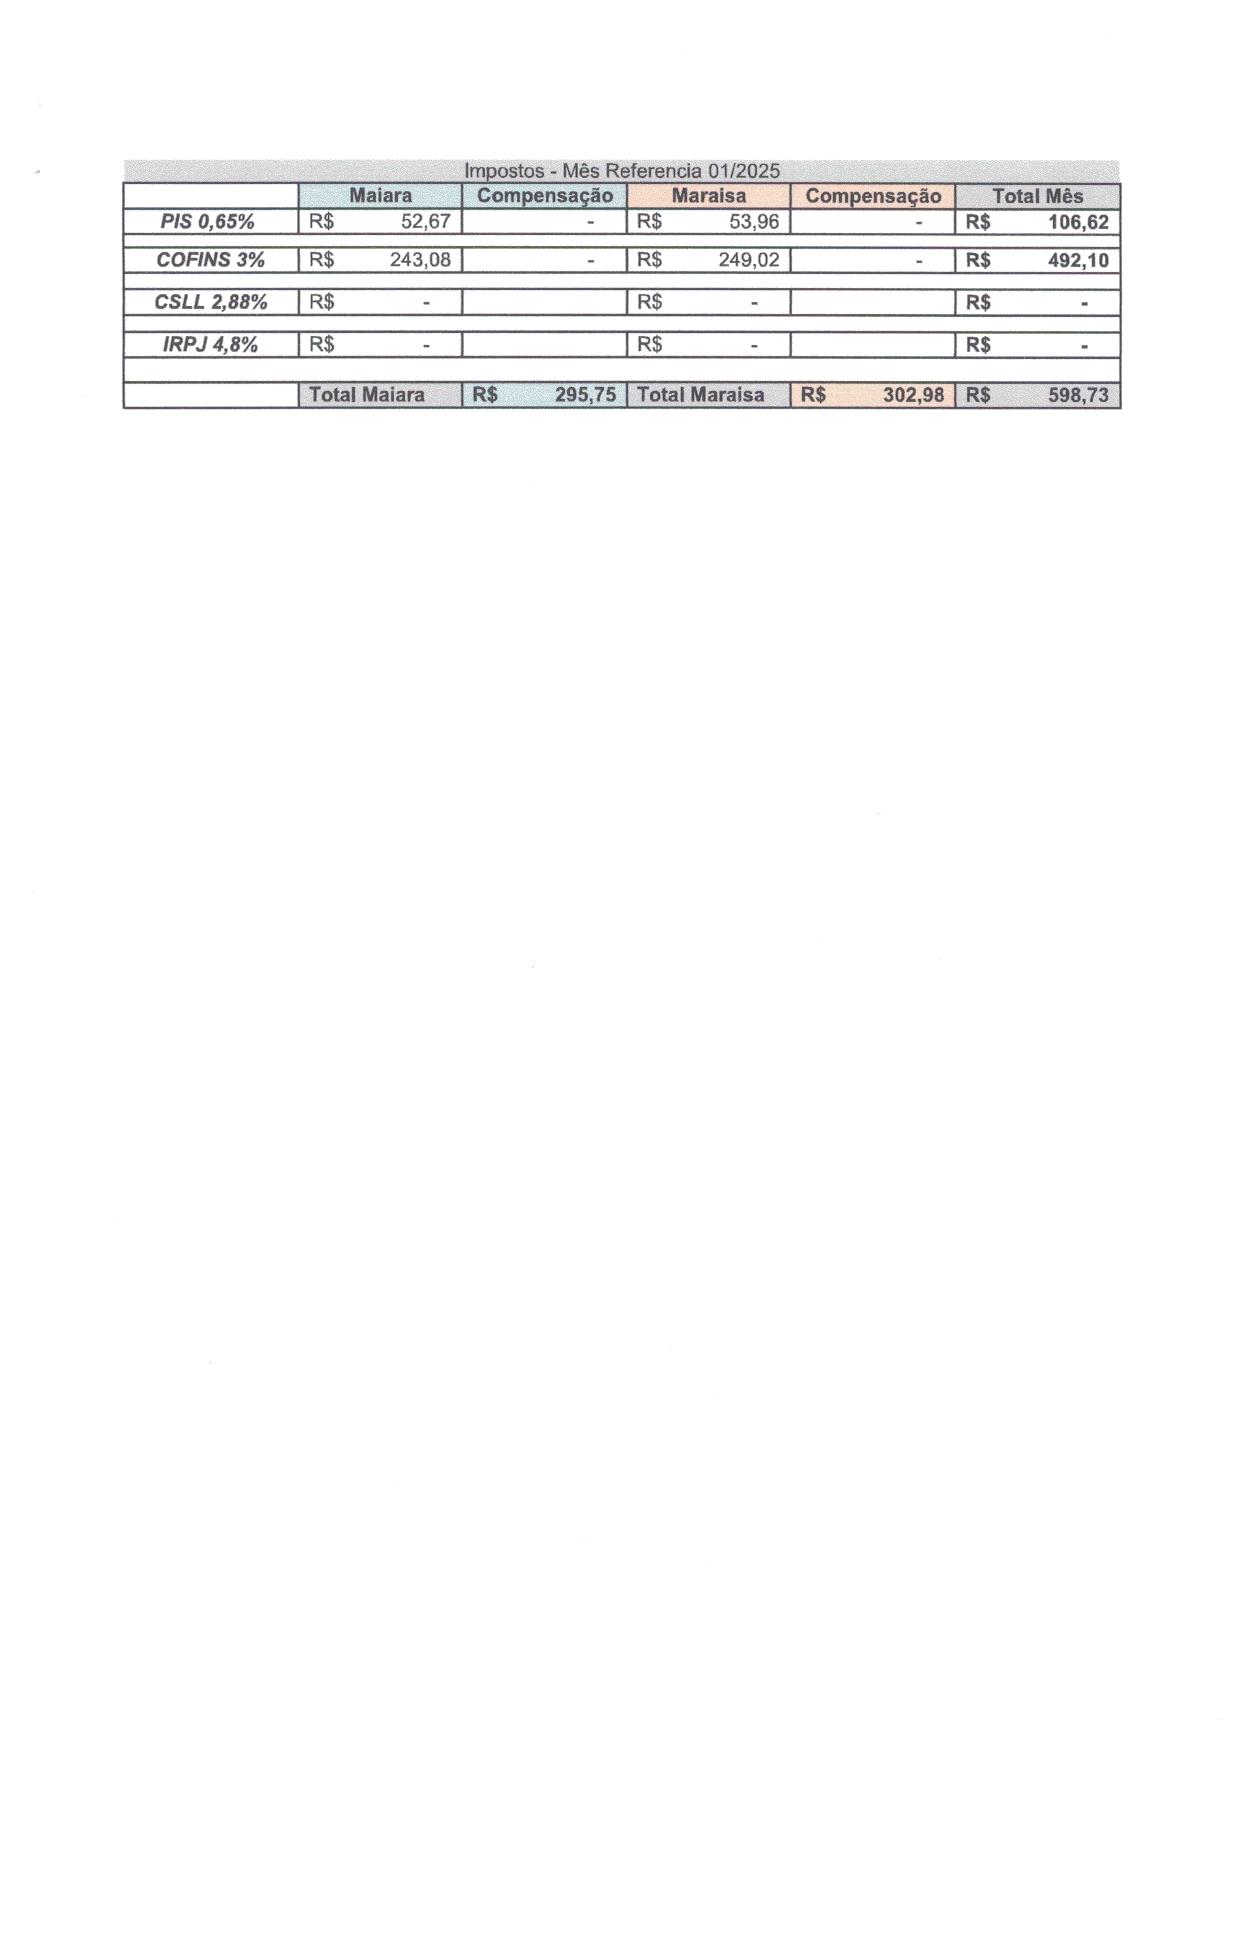 Impostos - Mês Referencia 01/2025
Maiara Compensação Maraisa Compensação Total Mês
PIS 0,65% R$ 52,67 - R$ 53,96 - R$ 106,62
COFINS 3% R$ 243,08 - R$ 249,02 - R$ 492,10
CSLL 2,88% R$ - R$ - R$ -
IRPJ 4,8% R$ - R$ - R$ -
Total Maiara R$ 295,75 Total Maraisa R$ 302,98 R$ 598,73